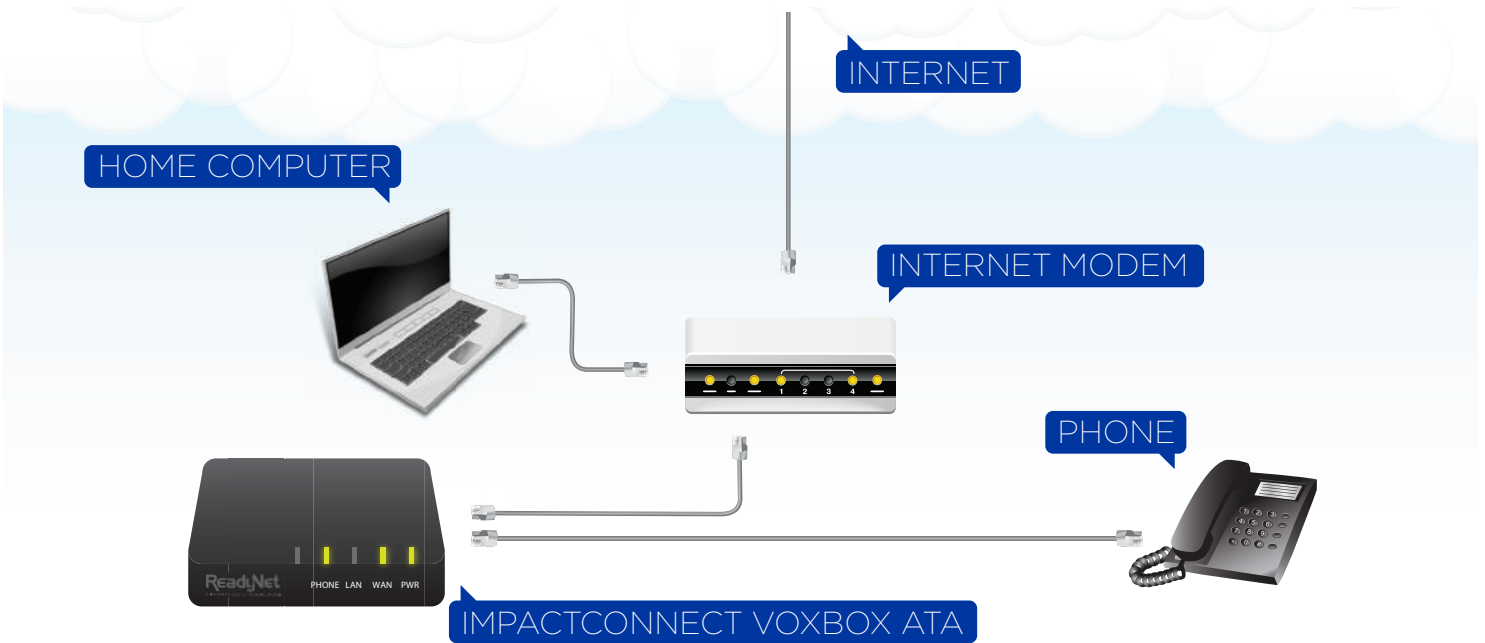 INTERNET
HOME COMPUTER
INTERNET MODEM
1 2 3 4
PHONE
ReadyNet
PHONE LAN WAN PWR
IMPACTCONNECT VOXBOX ATA